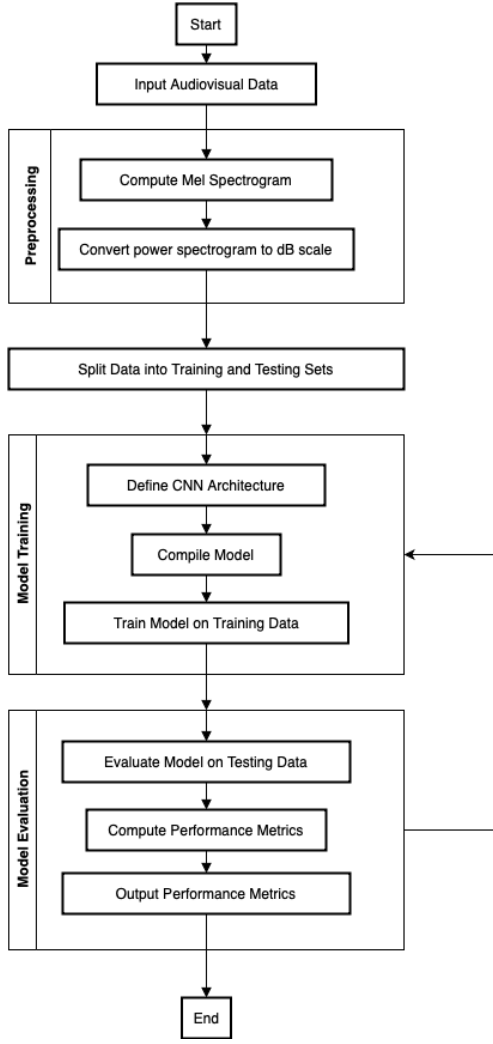 Start
Input Audiovisual Data
Preprocessing
Compute Mel Spectrogram
Convert power spectrogram to dB scale
Split Data into Training and Testing Sets
Model Training
Define CNN Architecture
Compile Model
Train Model on Training Data
Model Evaluation
Evaluate Model on Testing Data
Compute Performance Metrics
Output Performance Metrics
End